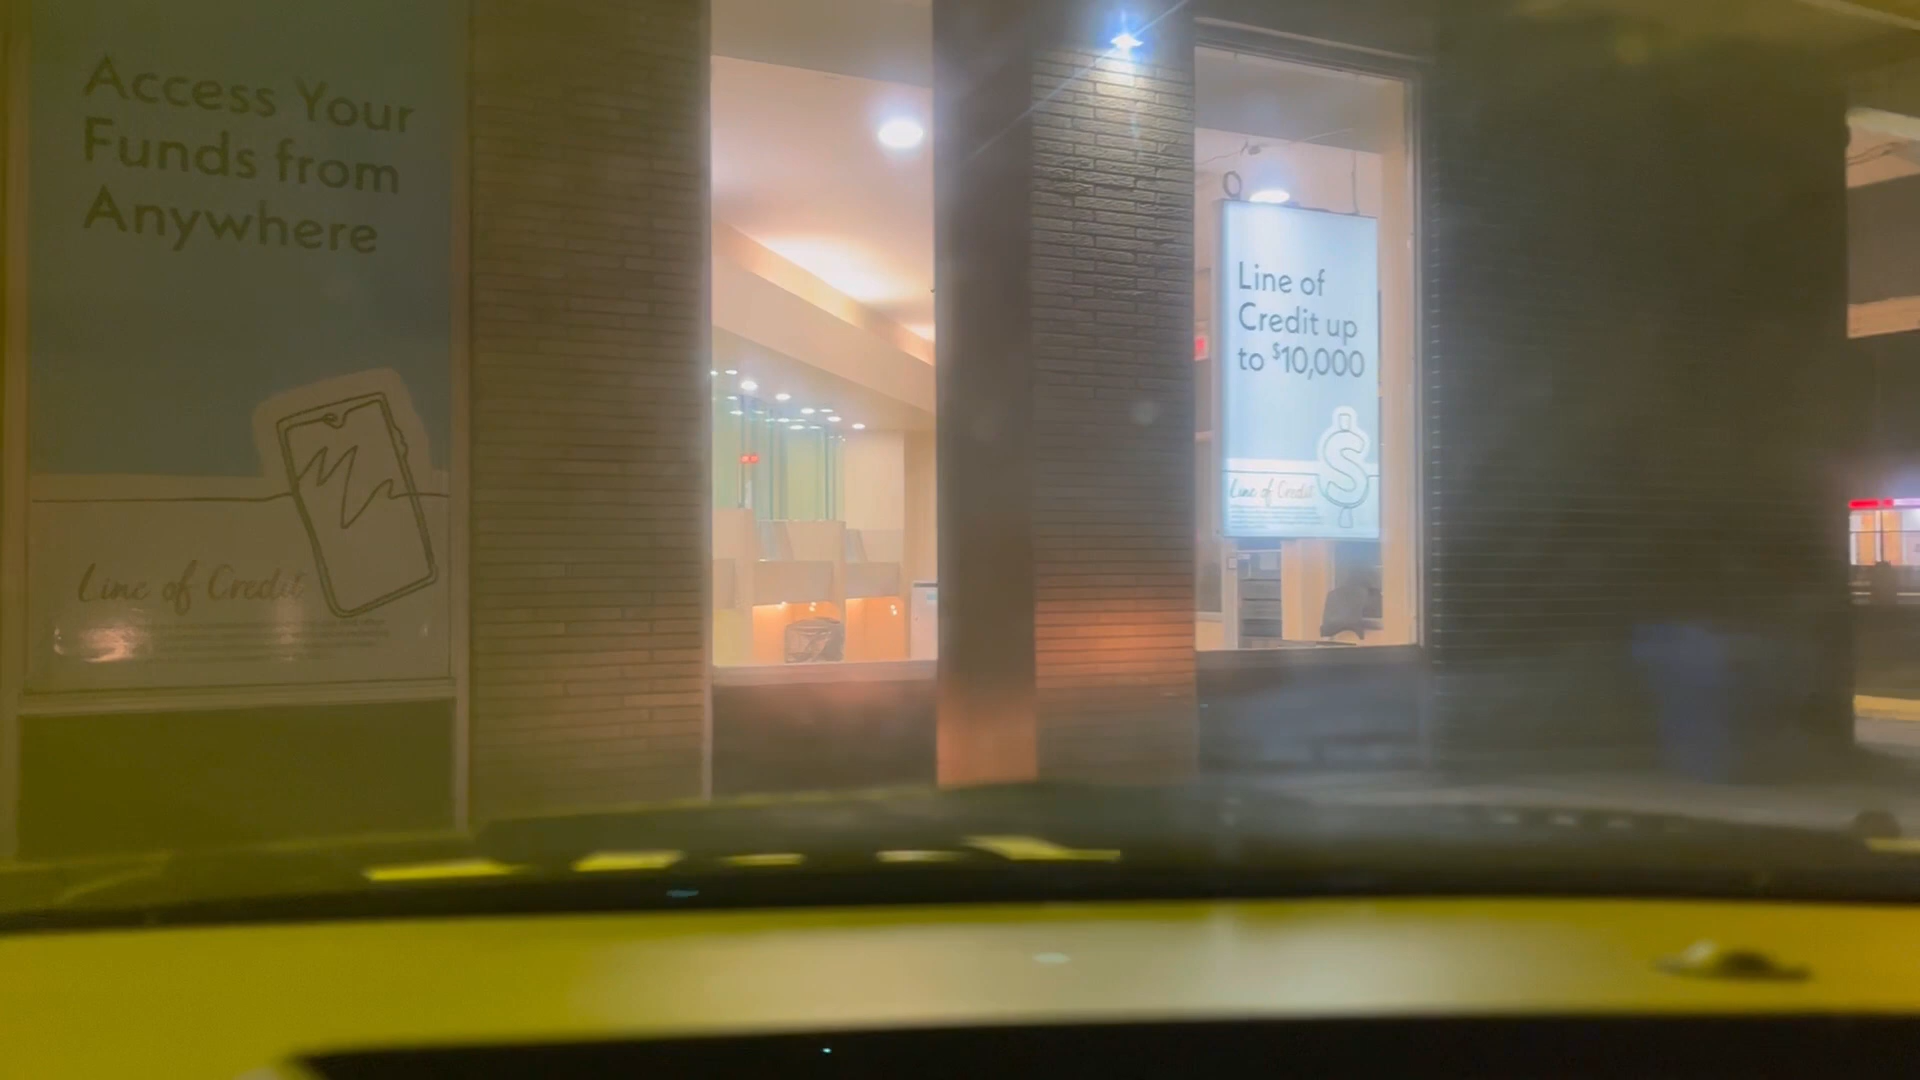 Access Your
Funds from
Anywhere
Line of Credit
Line of
Credit up
to $10,000
Line of Credit